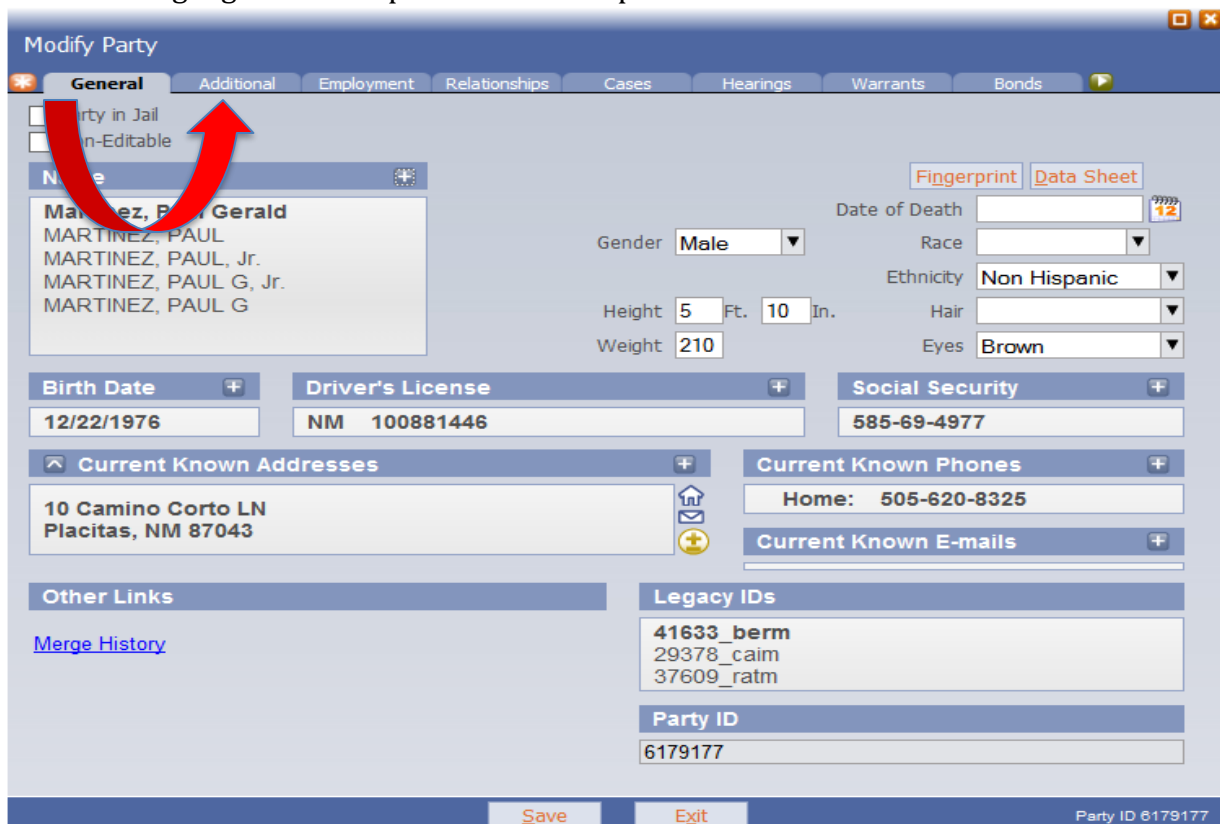 Modify Party
General Additional Employment Relationships Cases Hearings Warrants Bonds
in Jail
Fingerprint Data Sheet
Gerald
MARTINEZ, PAUL
MARTINEZ, PAUL, Jr.
MARTINEZ, PAUL G, Jr.
MARTINEZ, PAUL G
Date of Death 12
Gender Male Race
Ethnicity Non Hispanic
Height 5 Ft. 10 In. Hair
Weight 210 Eyes Brown
Birth Date Driver's License Social Security
12/22/1976 NM 100881446 585-69-4977
Current Known Addresses Current Known Phones
10 Camino Corto LN
Placitas, NM 87043
Home: 505-620-8325
Current Known E-mails
Other Links Legacy IDs
Merge History
41633_berm
29378_caim
37609_ratm
Party ID
6179177
Save Exit Party ID 6179177